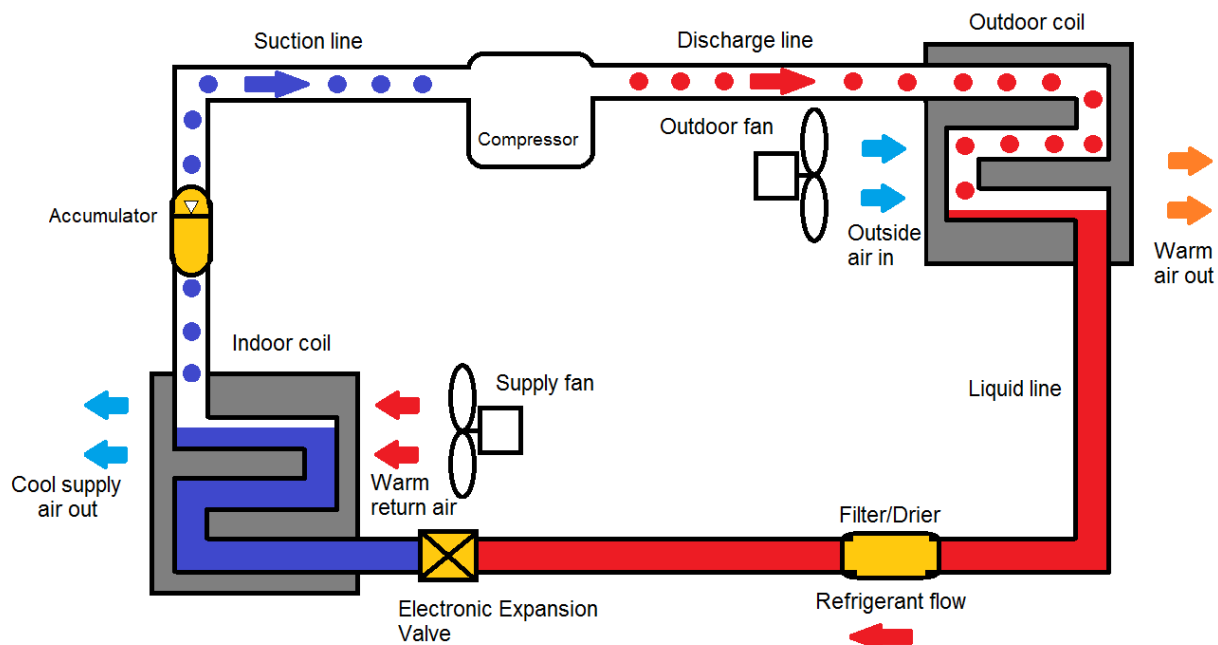 Suction line
Discharge line
Outdoor coil
Compressor
Outdoor fan
Accumulator
Outside
air in
Warm
air out
Indoor coil
Supply fan
Liquid line
Cool supply
air out
Warm
return air
Filter/Drier
Electronic Expansion
Valve
Refrigerant flow